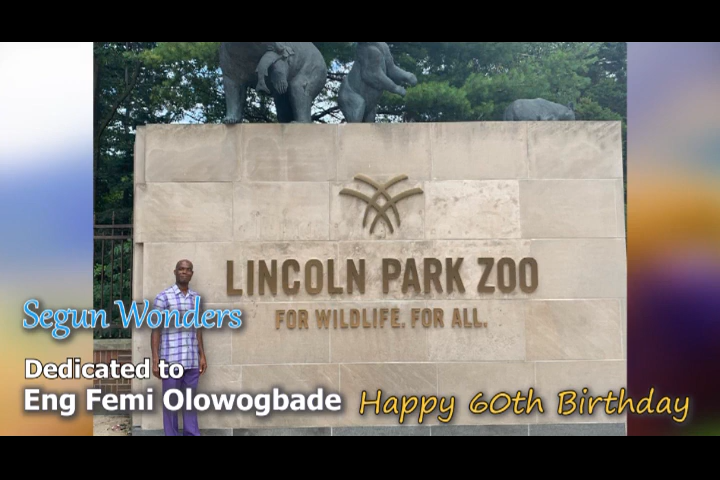 LINCOLN PARK ZOO
FOR WILDLIFE. FOR ALL.
Segun Wonders
Dedicated to
Eng Femi Olowogbade
Happy 60th Birthday